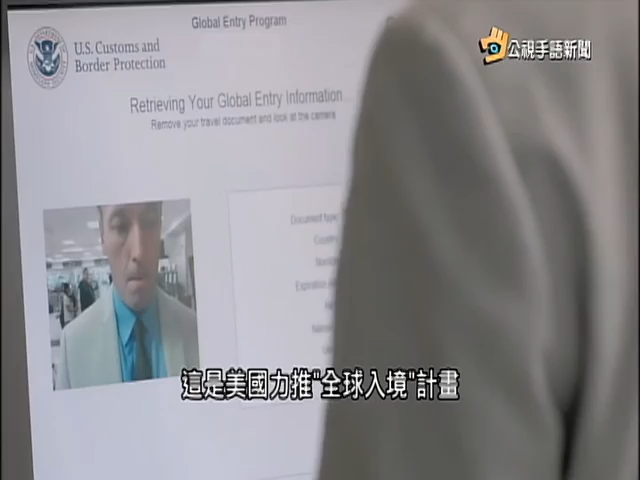 Global Entry Program
公視手語新聞
U.S. Customs and
Border Protection
Retrieving Your Global Entry Information
Remove your travel document and look at the camera
Document type
這是美國力推"全球入境"計畫